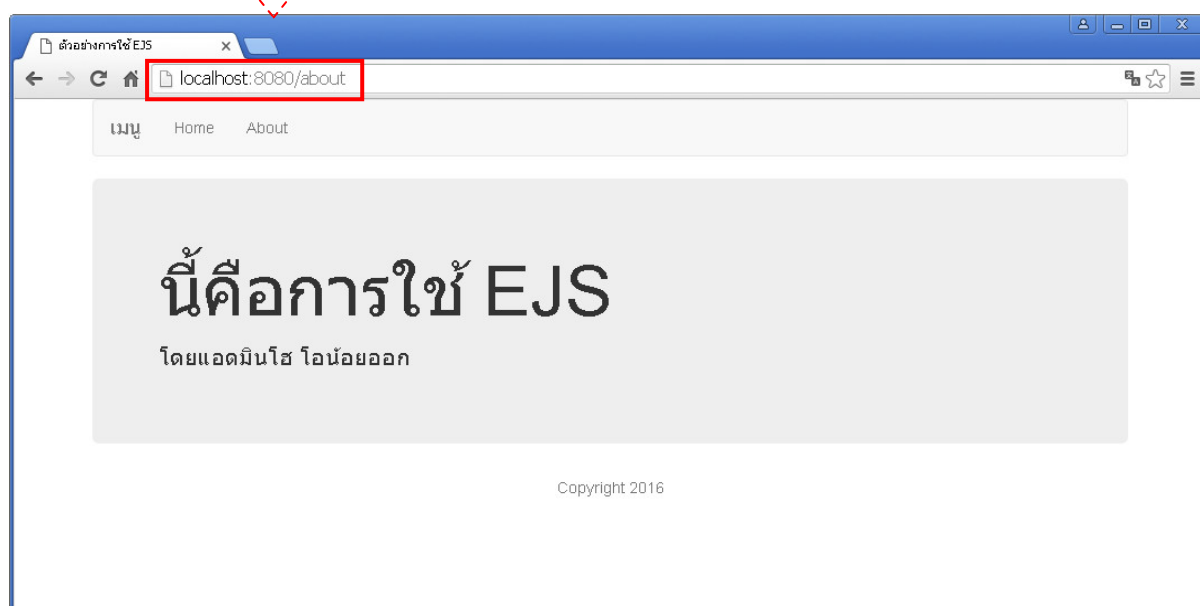 ตัวอย่างการใช้ EJS
localhost:8080/about
เมนู Home About
นี้คือการใช้ EJS
โดยแอดมินโฮ โอน้อยออก
Copyright 2016